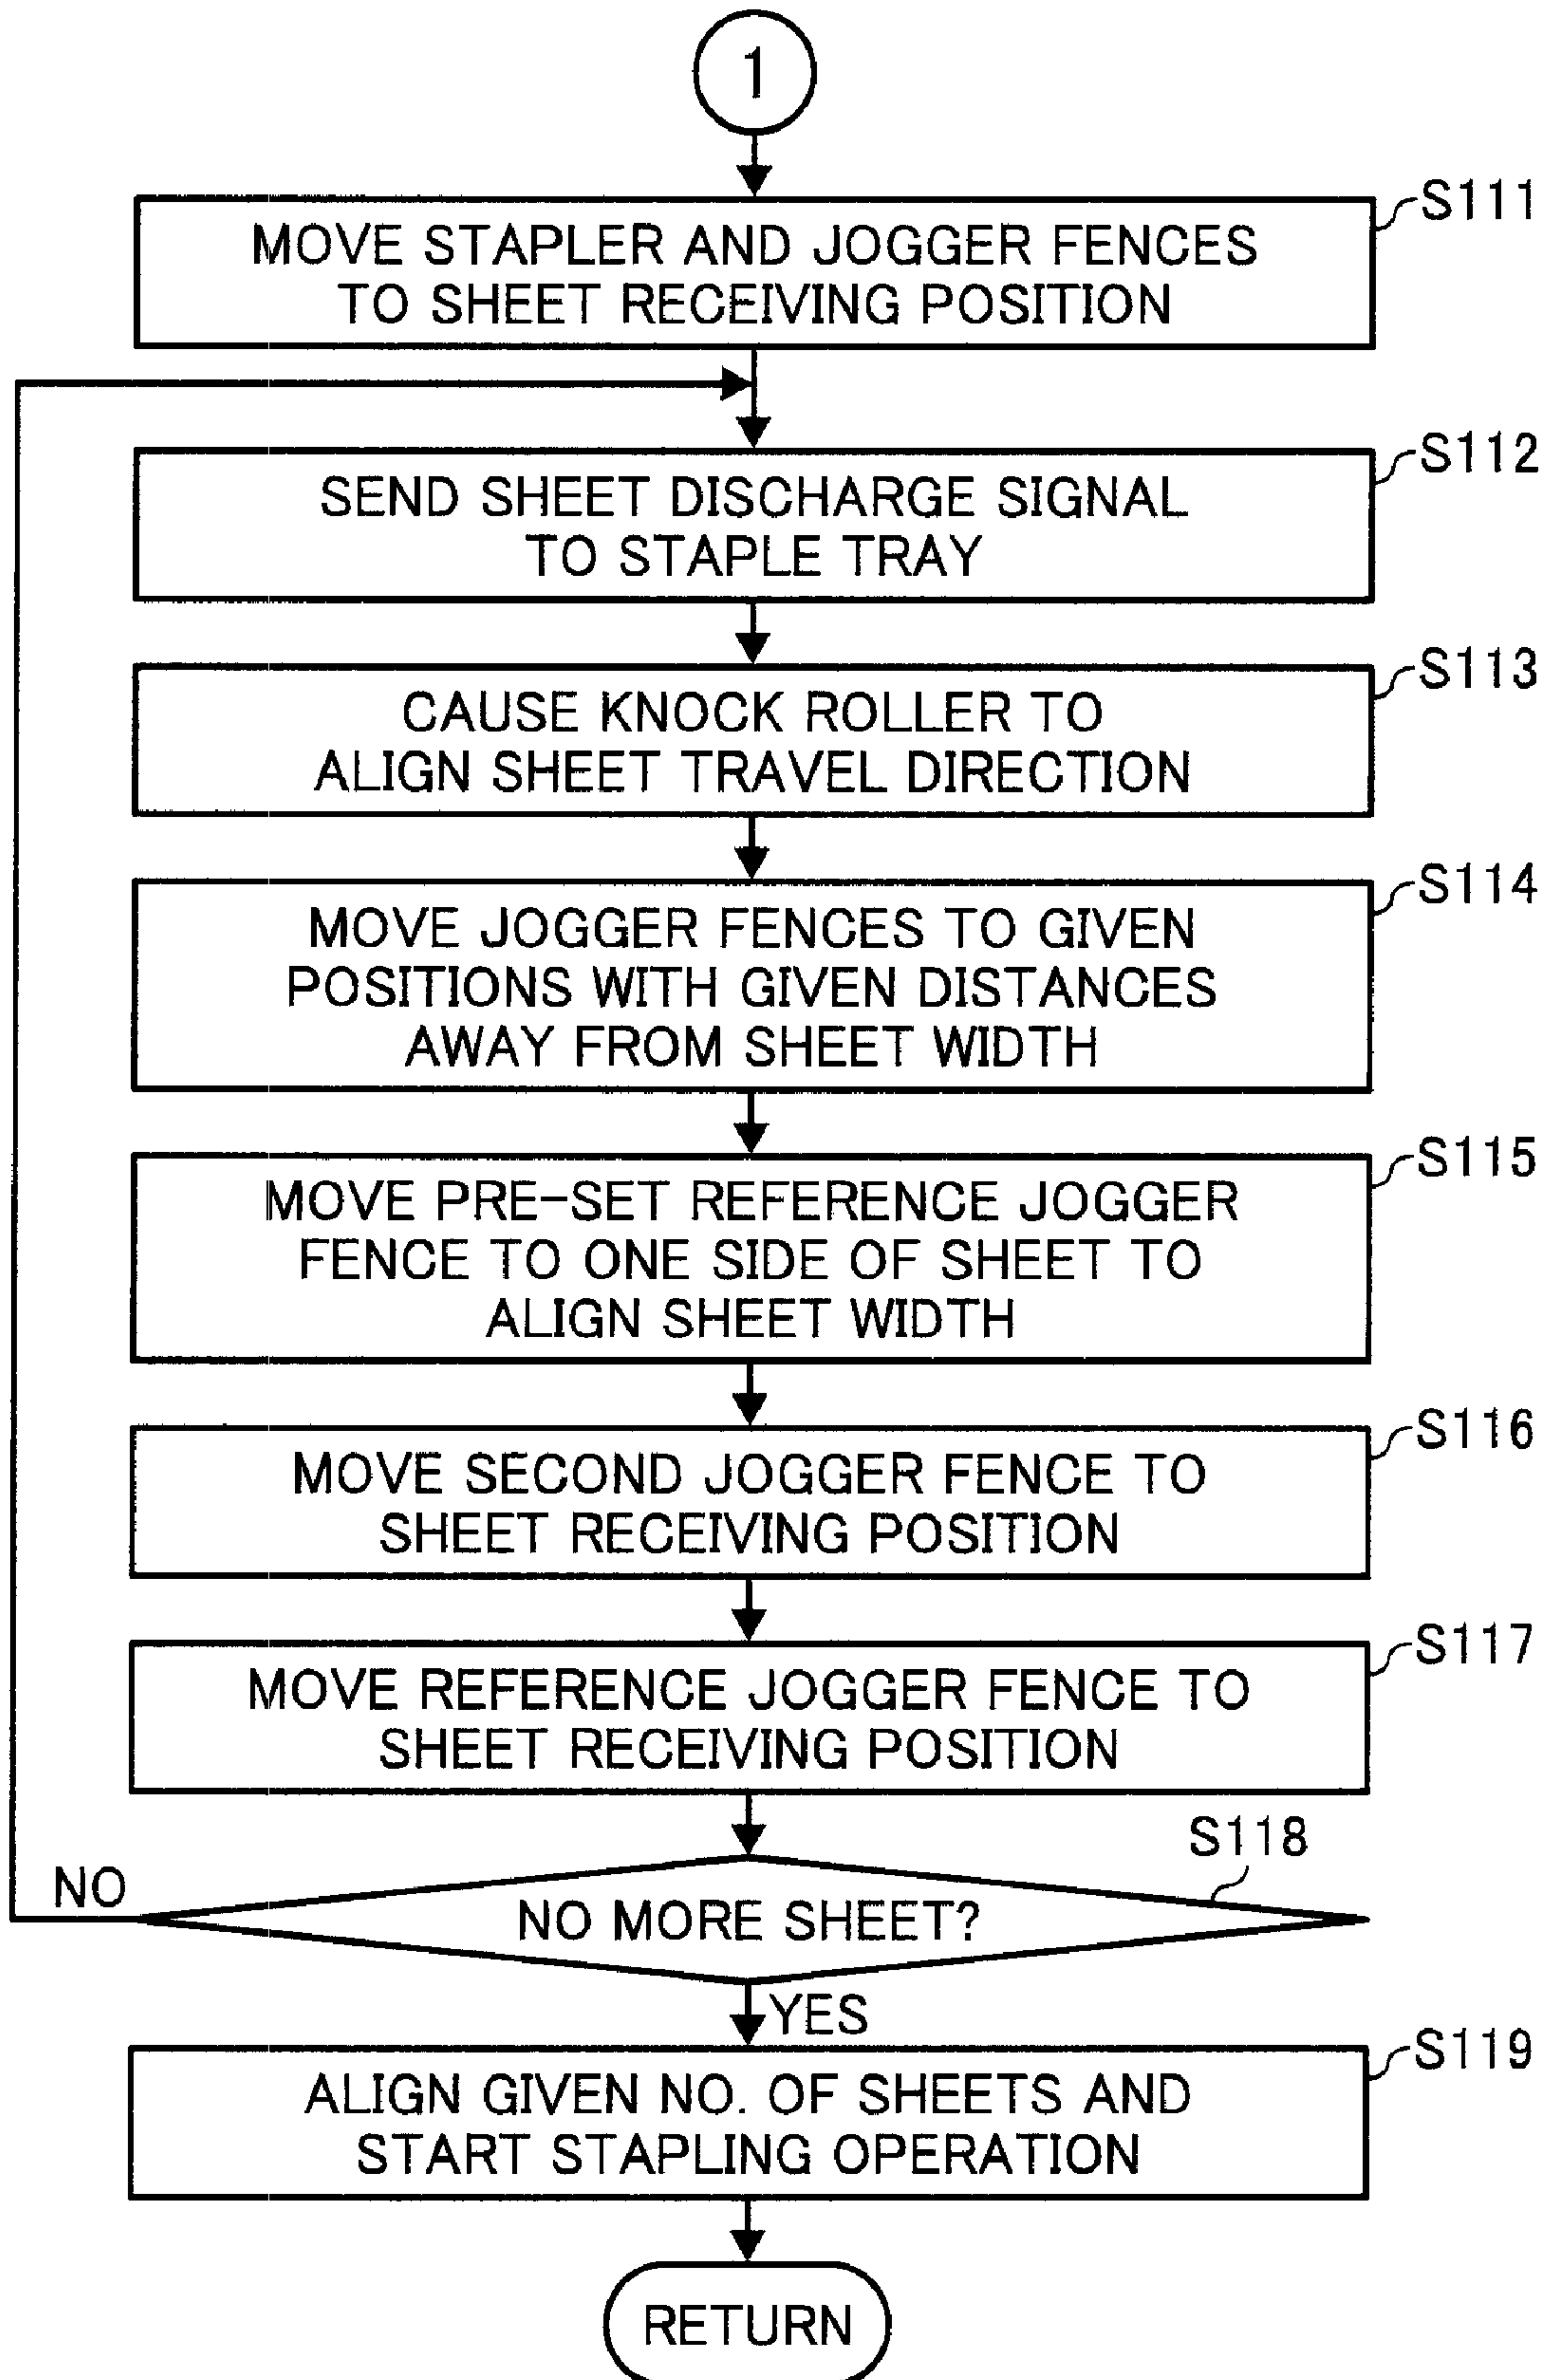 1
S111
MOVE STAPLER AND JOGGER FENCES
TO SHEET RECEIVING POSITION
S112
SEND SHEET DISCHARGE SIGNAL
TO STAPLE TRAY
S113
CAUSE KNOCK ROLLER TO
ALIGN SHEET TRAVEL DIRECTION
S114
MOVE JOGGER FENCES TO GIVEN
POSITIONS WITH GIVEN DISTANCES
AWAY FROM SHEET WIDTH
S115
MOVE PRE-SET REFERENCE JOGGER
FENCE TO ONE SIDE OF SHEET TO
ALIGN SHEET WIDTH
S116
MOVE SECOND JOGGER FENCE TO
SHEET RECEIVING POSITION
S117
MOVE REFERENCE JOGGER FENCE TO
SHEET RECEIVING POSITION
S118
NO
NO MORE SHEET?
YES
S119
ALIGN GIVEN NO. OF SHEETS AND
START STAPLING OPERATION
RETURN